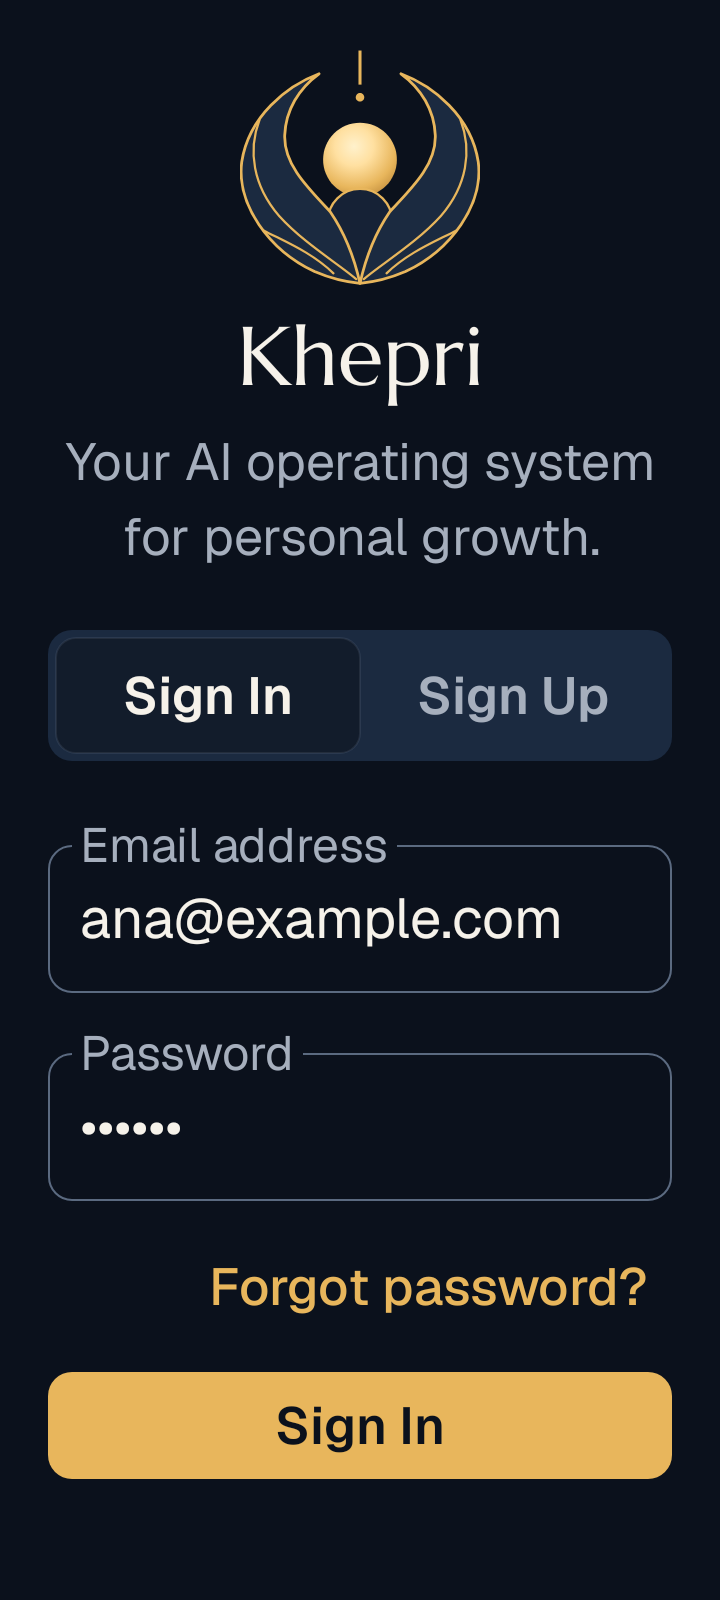 Khepri
Your AI operating system
for personal growth.
Sign In
Sign Up
Email address
ana@example.com
Password
••••••
Forgot password?
Sign In